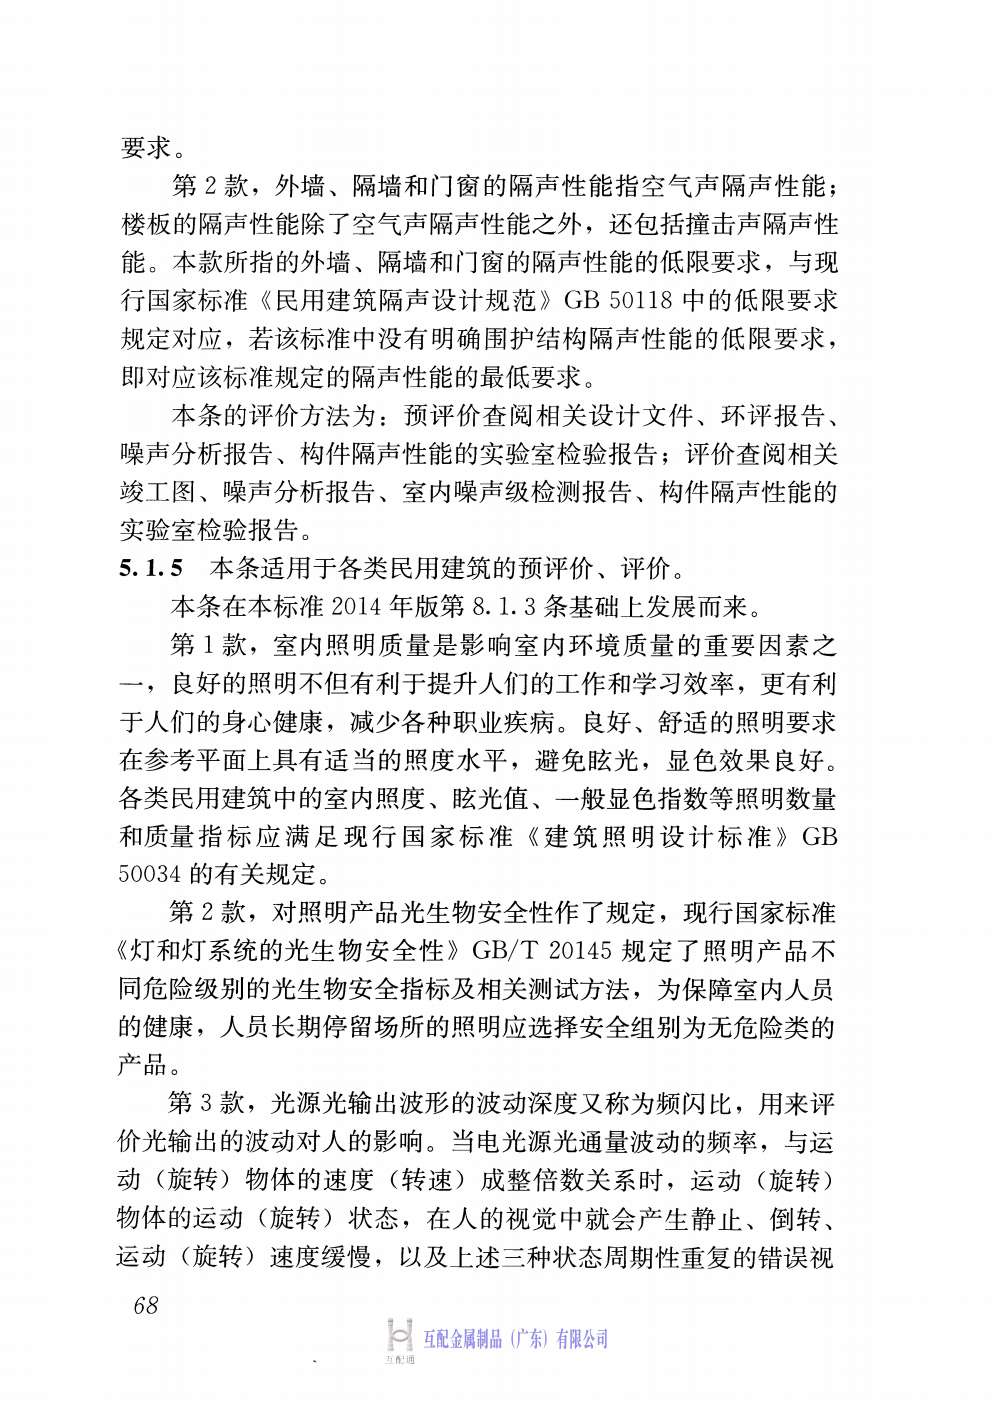 要求。
第 2 款，外墙、隔墙和门窗的隔声性能指空气声隔声性能；
楼板的隔声性能除了空气声隔声性能之外，还包括撞击声隔声性
能。本款所指的外墙、隔墙和门窗的隔声性能的低限要求，与现
行国家标准《民用建筑隔声设计规范》GB 50118 中的低限要求
规定对应，若该标准中没有明确围护结构隔声性能的低限要求，
即对应该标准规定的隔声性能的最低要求。
本条的评价方法为：预评价查阅相关设计文件、环评报告、
噪声分析报告、构件隔声性能的实验室检验报告；评价查阅相关
竣工图、噪声分析报告、室内噪声级检测报告、构件隔声性能的
实验室检验报告。
5.1.5 本条适用于各类民用建筑的预评价、评价。
本条在本标准 2014 年版第 8.1.3 条基础上发展而来。
第 1 款，室内照明质量是影响室内环境质量的重要因素之
一，良好的照明不但有利于提升人们的工作和学习效率，更有利
于人们的身心健康，减少各种职业疾病。良好、舒适的照明要求
在参考平面上具有适当的照度水平，避免眩光，显色效果良好。
各类民用建筑中的室内照度、眩光值、一般显色指数等照明数量
和质量指标应满足现行国家标准《建筑照明设计标准》GB
50034 的有关规定。
第 2 款，对照明产品光生物安全性作了规定，现行国家标准
《灯和灯系统的光生物安全性》GB/T 20145 规定了照明产品不
同危险级别的光生物安全指标及相关测试方法，为保障室内人员
的健康，人员长期停留场所的照明应选择安全组别为无危险类的
产品。
第 3 款，光源光输出波形的波动深度又称为频闪比，用来评
价光输出的波动对人的影响。当电光源光通量波动的频率，与运
动（旋转）物体的速度（转速）成整倍数关系时，运动（旋转）
物体的运动（旋转）状态，在人的视觉中就会产生静止、倒转、
运动（旋转）速度缓慢，以及上述三种状态周期性重复的错误视
68
互配金属制品（广东）有限公司
互配通